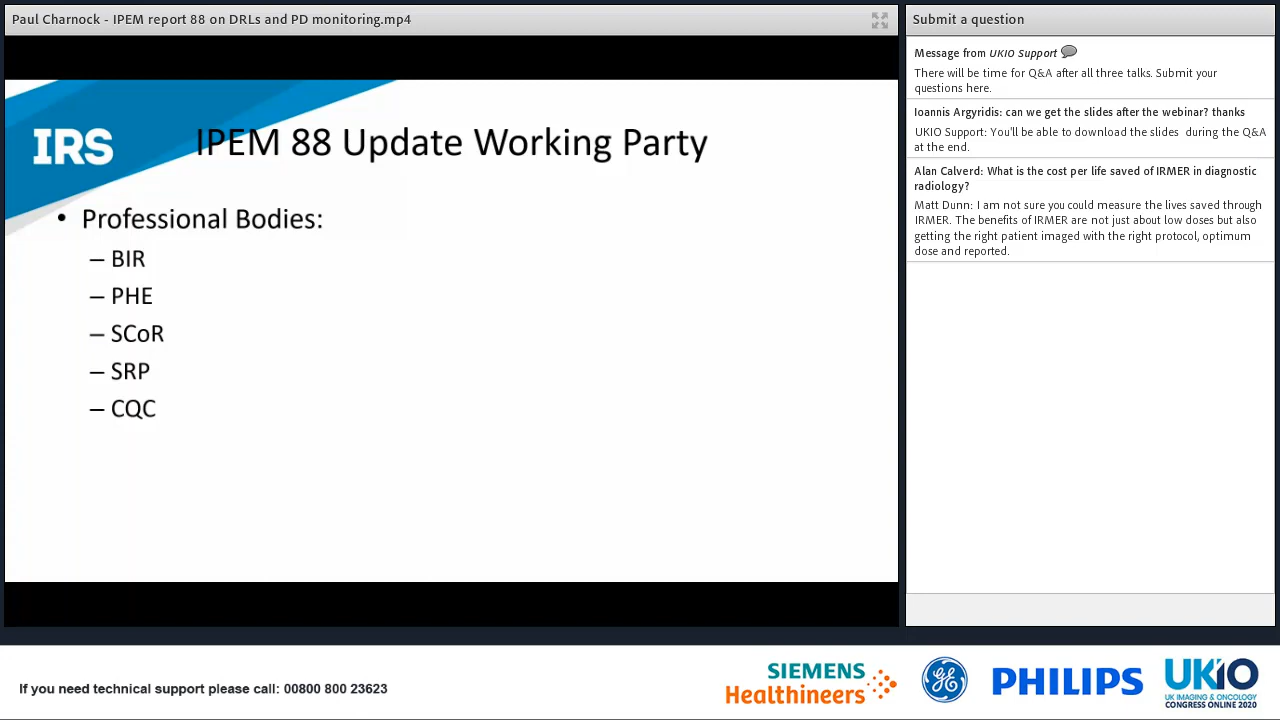 Paul Charnock - IPEM report 88 on DRLs and PD monitoring.mp4
IRS
IPEM 88 Update Working Party
• Professional Bodies:
– BIR
– PHE
– SCoR
– SRP
– CQC
Submit a question
Message from UKIO Support
There will be time for Q&A after all three talks. Submit your
questions here.
Ioannis Argyridis: can we get the slides after the webinar? thanks
UKIO Support: You'll be able to download the slides during the Q&A
at the end.
Alan Calverd: What is the cost per life saved of IRMER in diagnostic
radiology?
Matt Dunn: I am not sure you could measure the lives saved through
IRMER. The benefits of IRMER are not just about low doses but also
getting the right patient imaged with the right protocol, optimum
dose and reported.
If you need technical support please call: 00800 800 23623
SIEMENS
Healthineers
GE
PHILIPS
UKIO
UK IMAGING & ONCOLOGY
CONGRESS ONLINE 2020